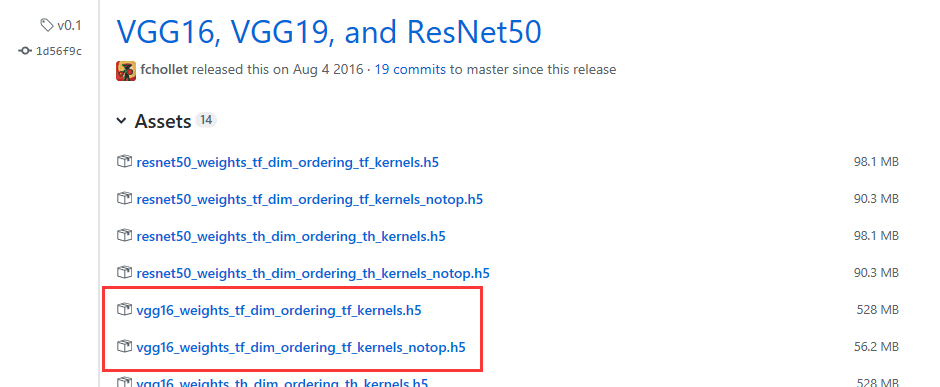 v0.1
1d56f9c
VGG16, VGG19, and ResNet50
fchollet released this on Aug 4 2016 · 19 commits to master since this release
Assets 14
resnet50_weights_tf_dim_ordering_tf_kernels.h5 98.1 MB
resnet50_weights_tf_dim_ordering_tf_kernels_notop.h5 90.3 MB
resnet50_weights_th_dim_ordering_th_kernels.h5 98.1 MB
resnet50_weights_th_dim_ordering_th_kernels_notop.h5 90.3 MB
vgg16_weights_tf_dim_ordering_tf_kernels.h5 528 MB
vgg16_weights_tf_dim_ordering_tf_kernels_notop.h5 56.2 MB
vgg16_weights_th_dim_ordering_th_kernels.h5 528 MB